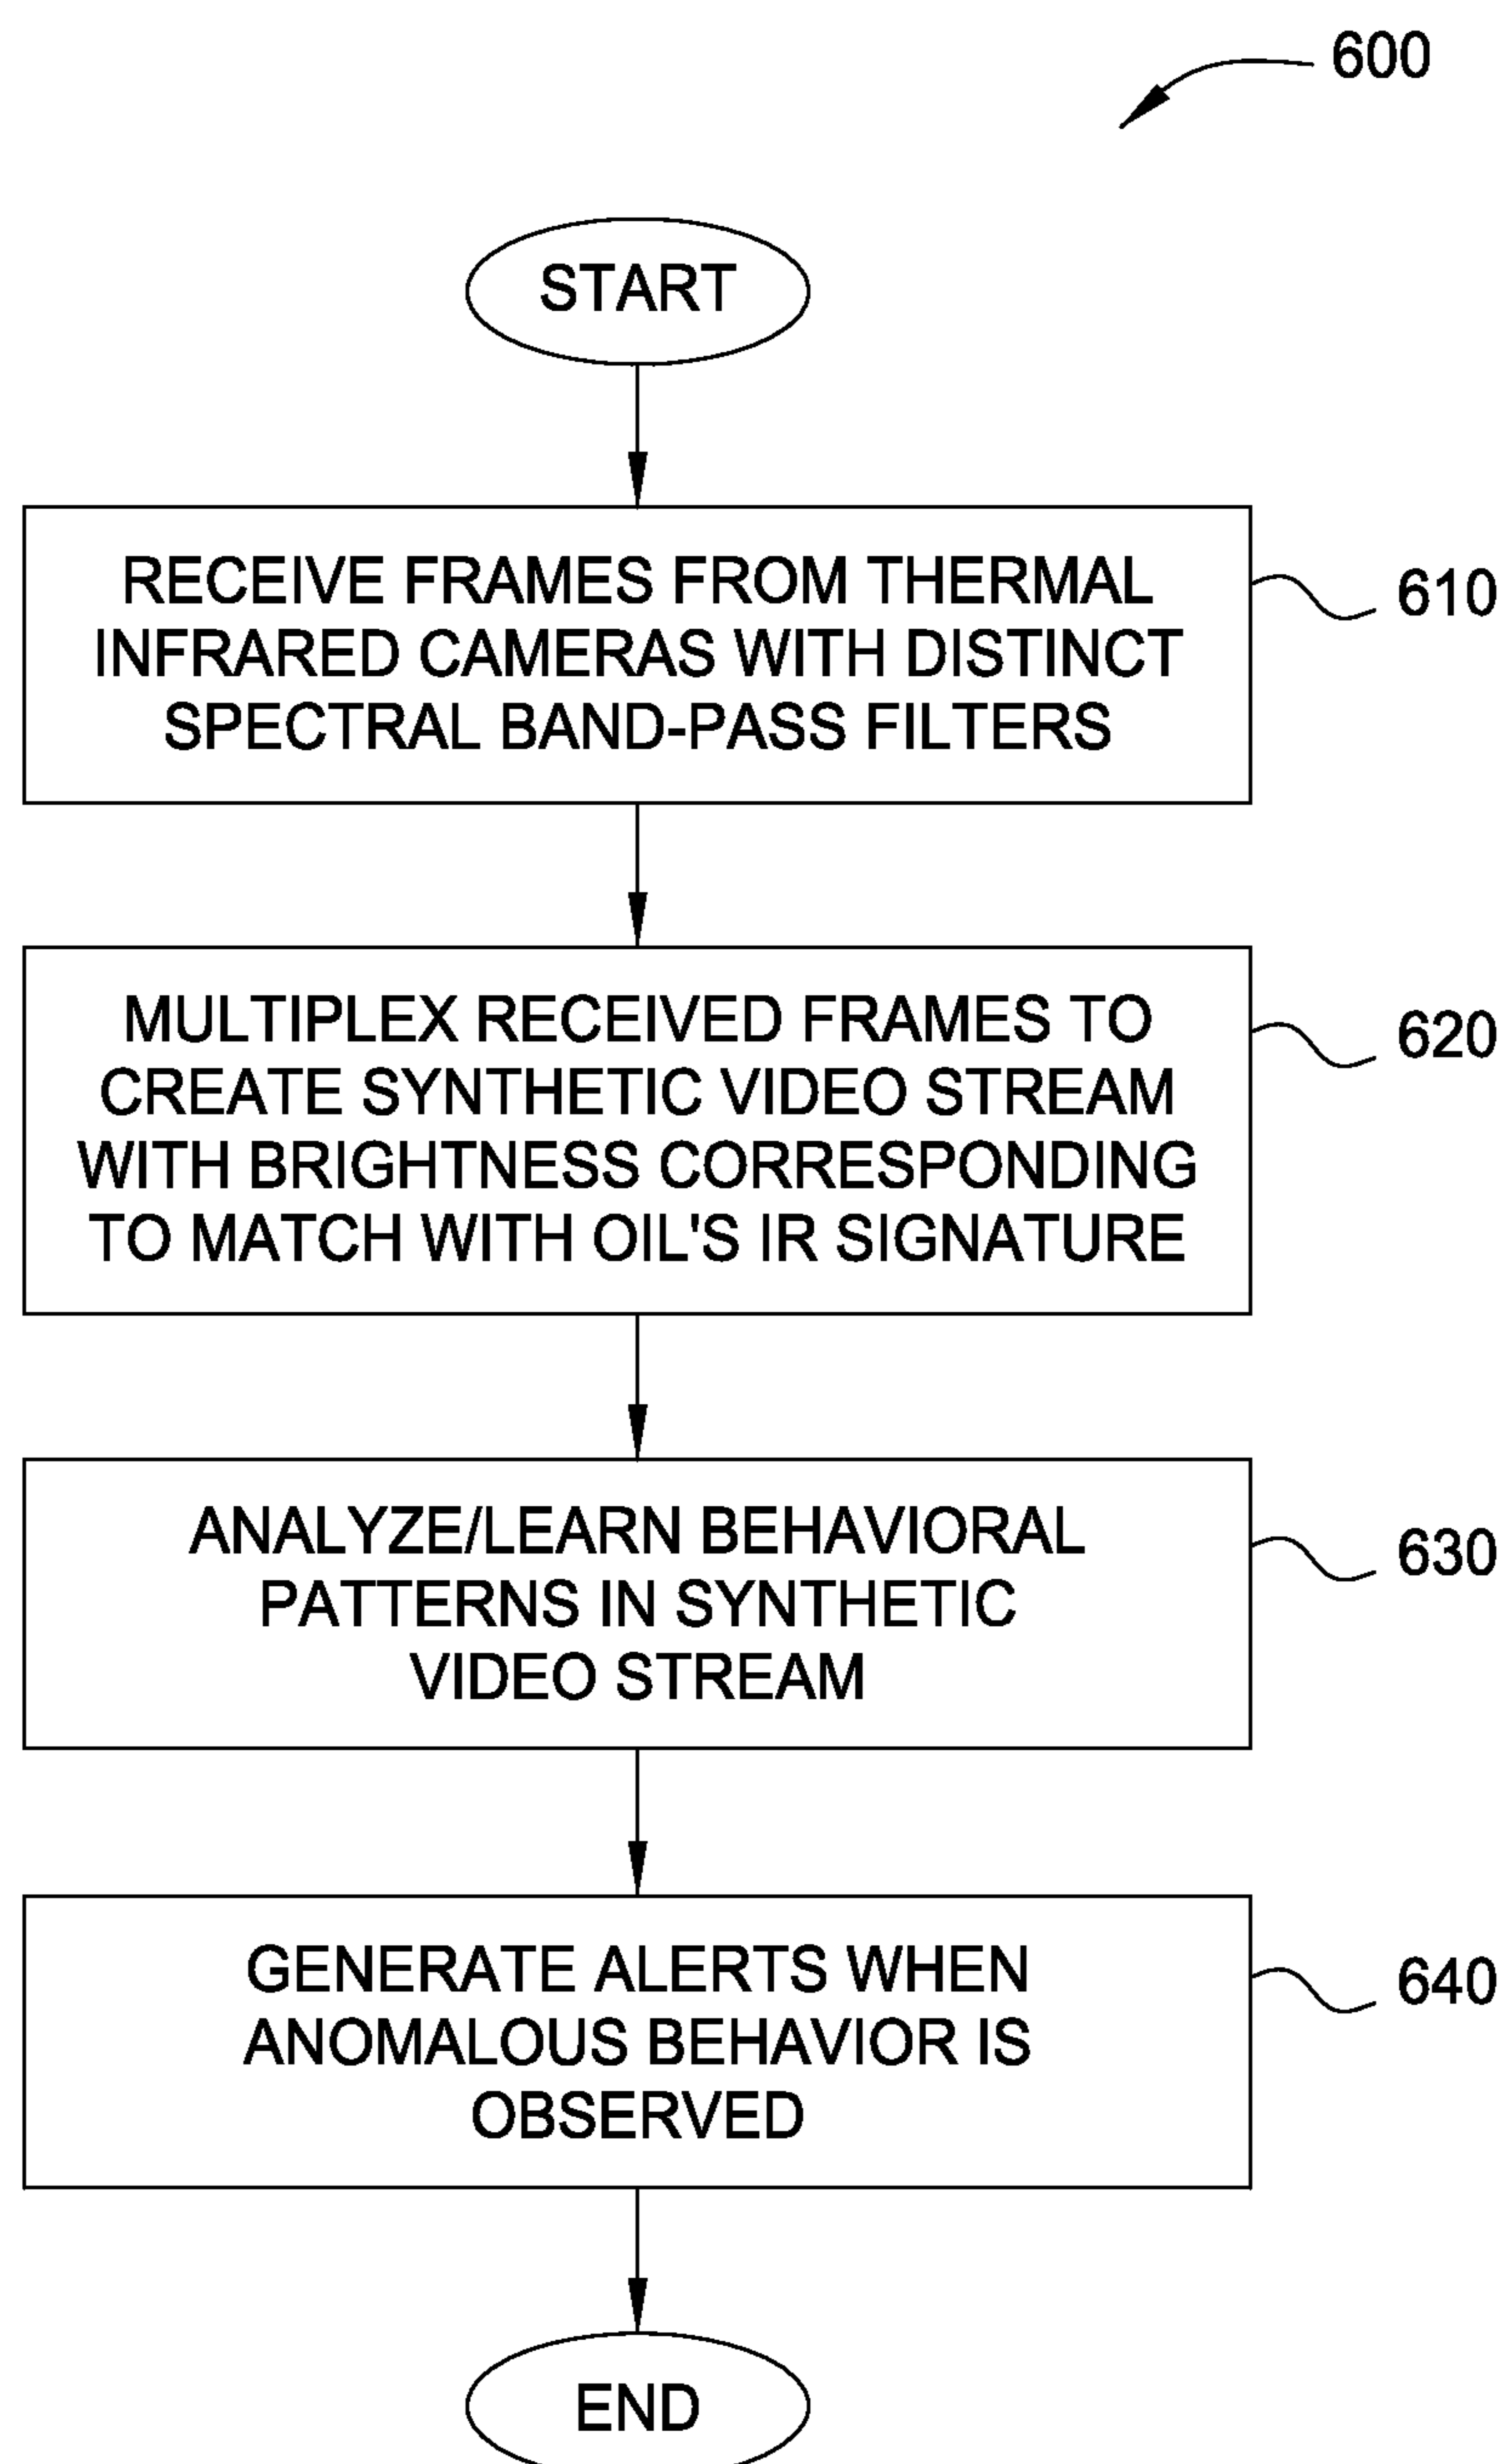 600
START
RECEIVE FRAMES FROM THERMAL
INFRARED CAMERAS WITH DISTINCT
SPECTRAL BAND-PASS FILTERS
610
MULTIPLEX RECEIVED FRAMES TO
CREATE SYNTHETIC VIDEO STREAM
WITH BRIGHTNESS CORRESPONDING
TO MATCH WITH OIL'S IR SIGNATURE
620
ANALYZE/LEARN BEHAVIORAL
PATTERNS IN SYNTHETIC
VIDEO STREAM
630
GENERATE ALERTS WHEN
ANOMALOUS BEHAVIOR IS
OBSERVED
640
END